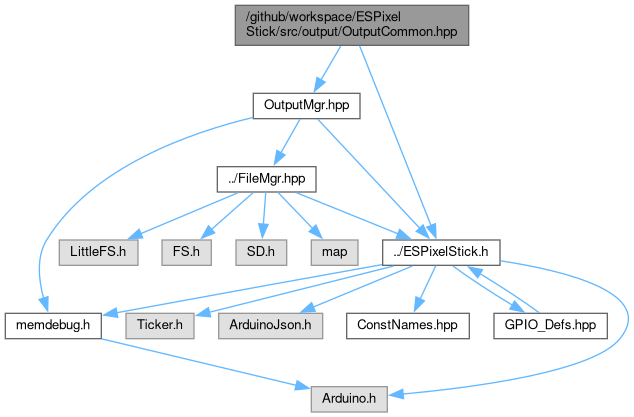 /github/workspace/ESPixel
Stick/src/output/OutputCommon.hpp
OutputMgr.hpp
../FileMgr.hpp
LittleFS.h
FS.h
SD.h
map
../ESPixelStick.h
memdebug.h
Ticker.h
ArduinoJson.h
ConstNames.hpp
GPIO_Defs.hpp
Arduino.h